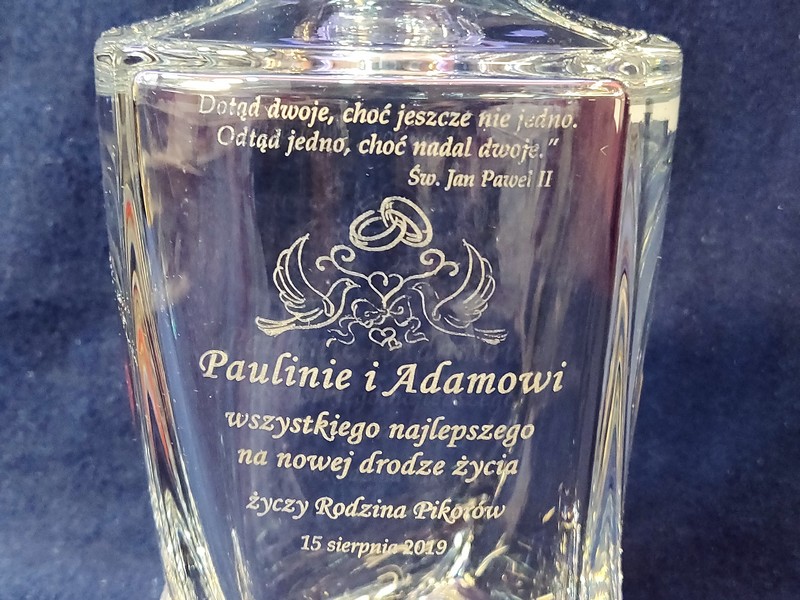 Dotąd dwoje, choć jeszcze nie jedno.
Odtąd jedno, choć nadal dwoje."
Św. Jan Paweł II
Paulinie i Adamowi
wszystkiego najlepszego
na nowej drodze życia
życzy Rodzina Pikorów
15 sierpnia 2019